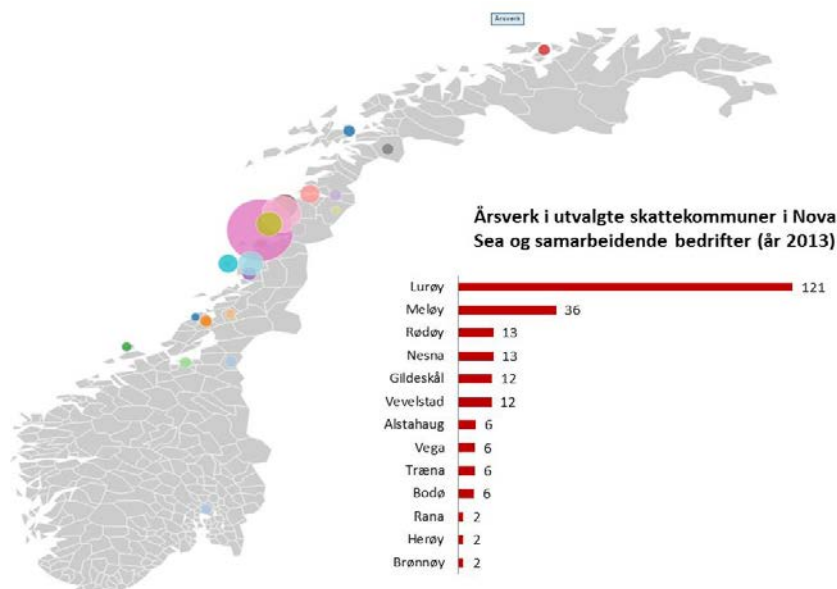 Årsverk
Årsverk i utvalgte skattekommuner i Nova
Sea og samarbeidende bedrifter (år 2013)
Lurøy 121
Meløy 36
Rødøy 13
Nesna 13
Gildeskål 12
Vevelstad 12
Alstahaug 6
Vega 6
Træna 6
Bodø 6
Rana 2
Herøy 2
Brønnøy 2